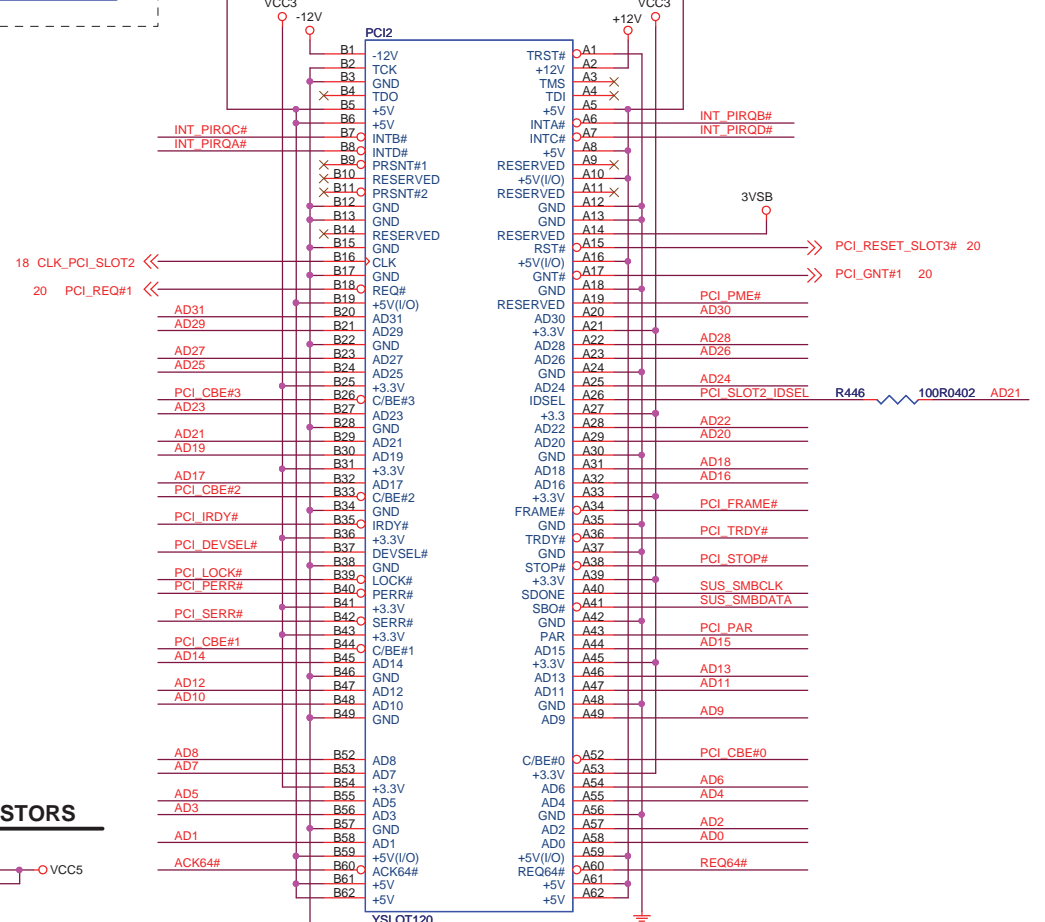 VCC3 VCC3
-12V +12V
PCI2
B1 -12V TRST# A1
B2 TCK +12V A2
B3 GND TMS A3
B4 TDO TDI A4
B5 +5V +5V A5
B6 +5V INTA# A6 INT_PIRQB#
INT_PIRQC# B7 INTB# INTC# A7 INT_PIRQD#
INT_PIRQA# B8 INTD# +5V A8
B9 PRSNT#1 RESERVED A9
B10 RESERVED +5V(I/O) A10
B11 PRSNT#2 RESERVED A11
B12 GND GND A12
B13 GND GND A13
3VSB
B14 RESERVED RESERVED A14
B15 GND RST# A15 PCI_RESET_SLOT3# 20
18 CLK_PCI_SLOT2 B16 CLK +5V(I/O) A16
B17 GND GNT# A17 PCI_GNT#1 20
20 PCI_REQ#1 B18 REQ# GND A18
B19 +5V(I/O) RESERVED A19 PCI_PME#
AD31 B20 AD31 AD30 A20 AD30
AD29 B21 AD29 +3.3V A21
B22 GND AD28 A22 AD28
AD27 B23 AD27 AD26 A23 AD26
AD25 B24 AD25 GND A24
B25 +3.3V AD24 A25 AD24
PCI_CBE#3 B26 C/BE#3 IDSEL A26 PCI_SLOT2_IDSEL R446 100R0402 AD21
AD23 B27 AD23 +3.3 A27
B28 GND AD22 A28 AD22
AD21 B29 AD21 AD20 A29 AD20
AD19 B30 AD19 GND A30
B31 +3.3V AD18 A31 AD18
AD17 B32 AD17 AD16 A32 AD16
PCI_CBE#2 B33 C/BE#2 +3.3V A33
B34 GND FRAME# A34 PCI_FRAME#
PCI_IRDY# B35 IRDY# GND A35
B36 +3.3V TRDY# A36 PCI_TRDY#
PCI_DEVSEL# B37 DEVSEL# GND A37
B38 GND STOP# A38 PCI_STOP#
PCI_LOCK# B39 LOCK# +3.3V A39
PCI_PERR# B40 PERR# SDONE A40 SUS_SMBCLK
B41 +3.3V SBO# A41 SUS_SMBDATA
PCI_SERR# B42 SERR# GND A42
B43 +3.3V PAR A43 PCI_PAR
PCI_CBE#1 B44 C/BE#1 AD15 A44 AD15
AD14 B45 AD14 +3.3V A45
B46 GND AD13 A46 AD13
AD12 B47 AD12 AD11 A47 AD11
AD10 B48 AD10 GND A48
B49 GND AD9 A49 AD9
AD8 B52 AD8 C/BE#0 A52 PCI_CBE#0
AD7 B53 AD7 +3.3V A53
B54 +3.3V AD6 A54 AD6
AD5 B55 AD5 AD4 A55 AD4
AD3 B56 AD3 GND A56
B57 GND AD2 A57 AD2
AD1 B58 AD1 AD0 A58 AD0
B59 +5V(I/O) +5V(I/O) A59
ACK64# B60 ACK64# REQ64# A60 REQ64#
B61 +5V +5V A61
B62 +5V +5V A62
STORS
VCC5
YSLOT120